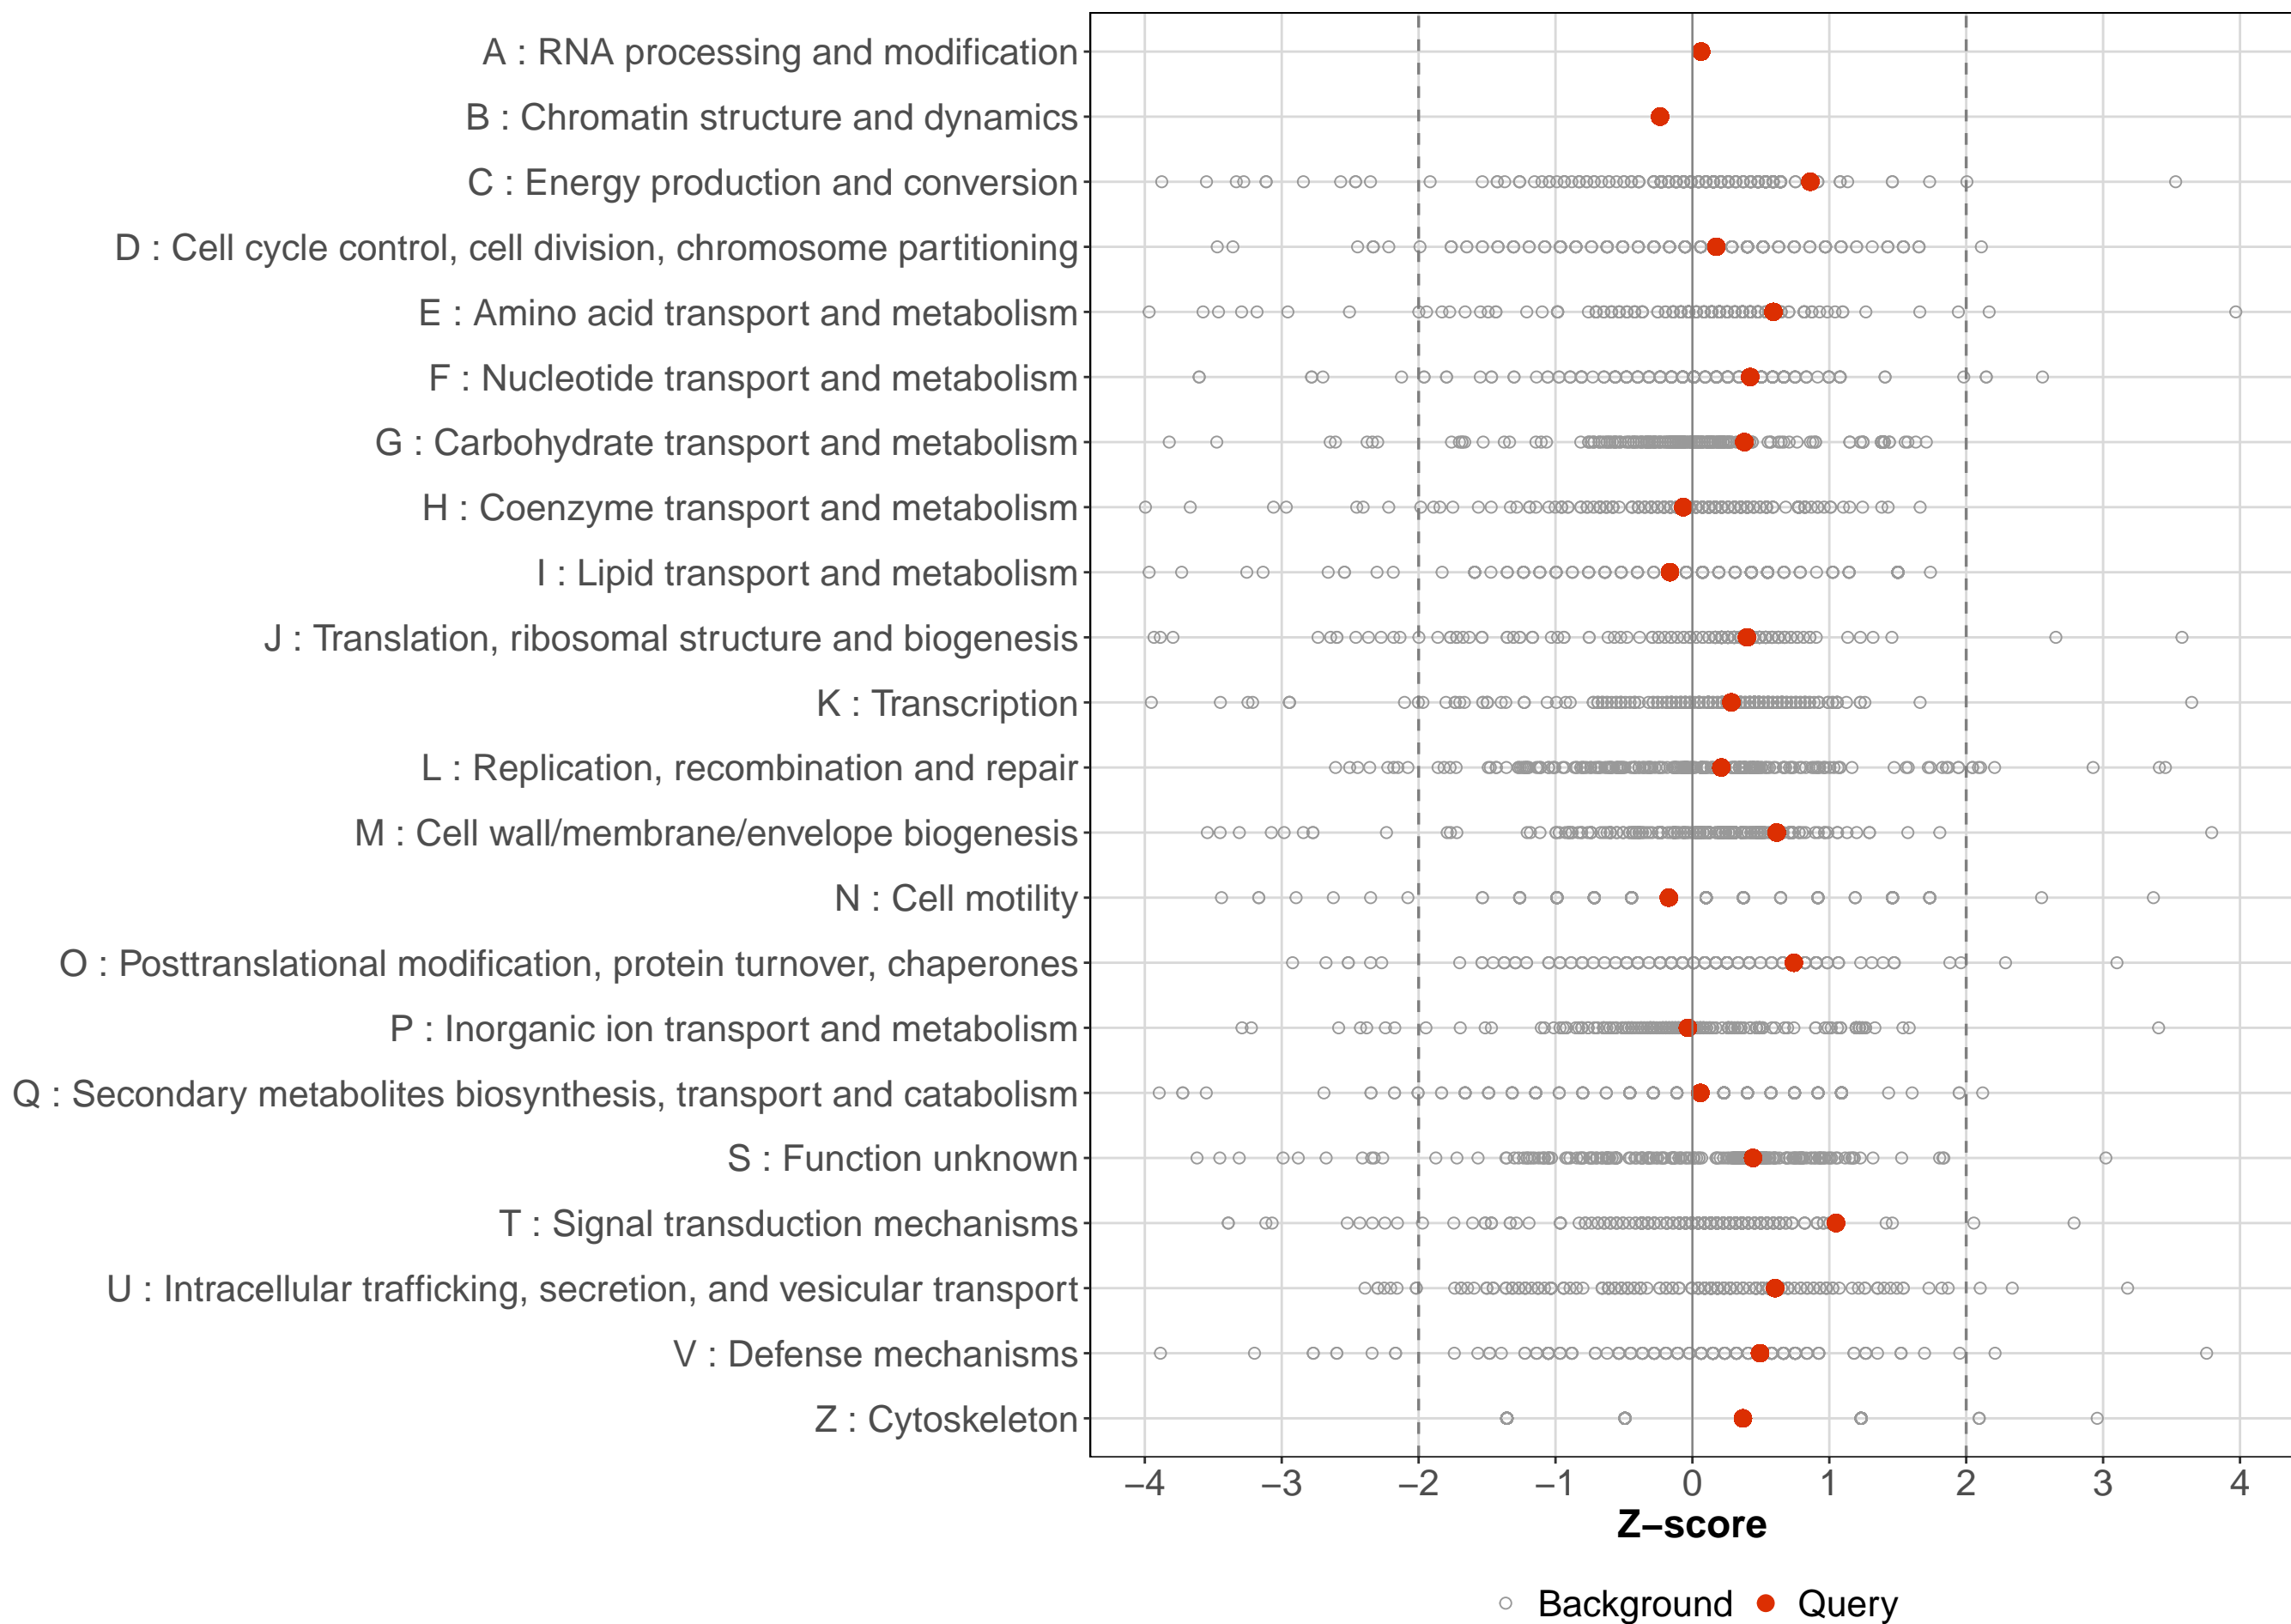 A : RNA processing and modification
B : Chromatin structure and dynamics
C : Energy production and conversion
D : Cell cycle control, cell division, chromosome partitioning
E : Amino acid transport and metabolism
F : Nucleotide transport and metabolism
G : Carbohydrate transport and metabolism
H : Coenzyme transport and metabolism
I : Lipid transport and metabolism
J : Translation, ribosomal structure and biogenesis
K : Transcription
L : Replication, recombination and repair
M : Cell wall/membrane/envelope biogenesis
N : Cell motility
O : Posttranslational modification, protein turnover, chaperones
P : Inorganic ion transport and metabolism
Q : Secondary metabolites biosynthesis, transport and catabolism
S : Function unknown
T : Signal transduction mechanisms
U : Intracellular trafficking, secretion, and vesicular transport
V : Defense mechanisms
Z : Cytoskeleton
−4 −3 −2 −1 0 1 2 3 4
Z−score
Background Query